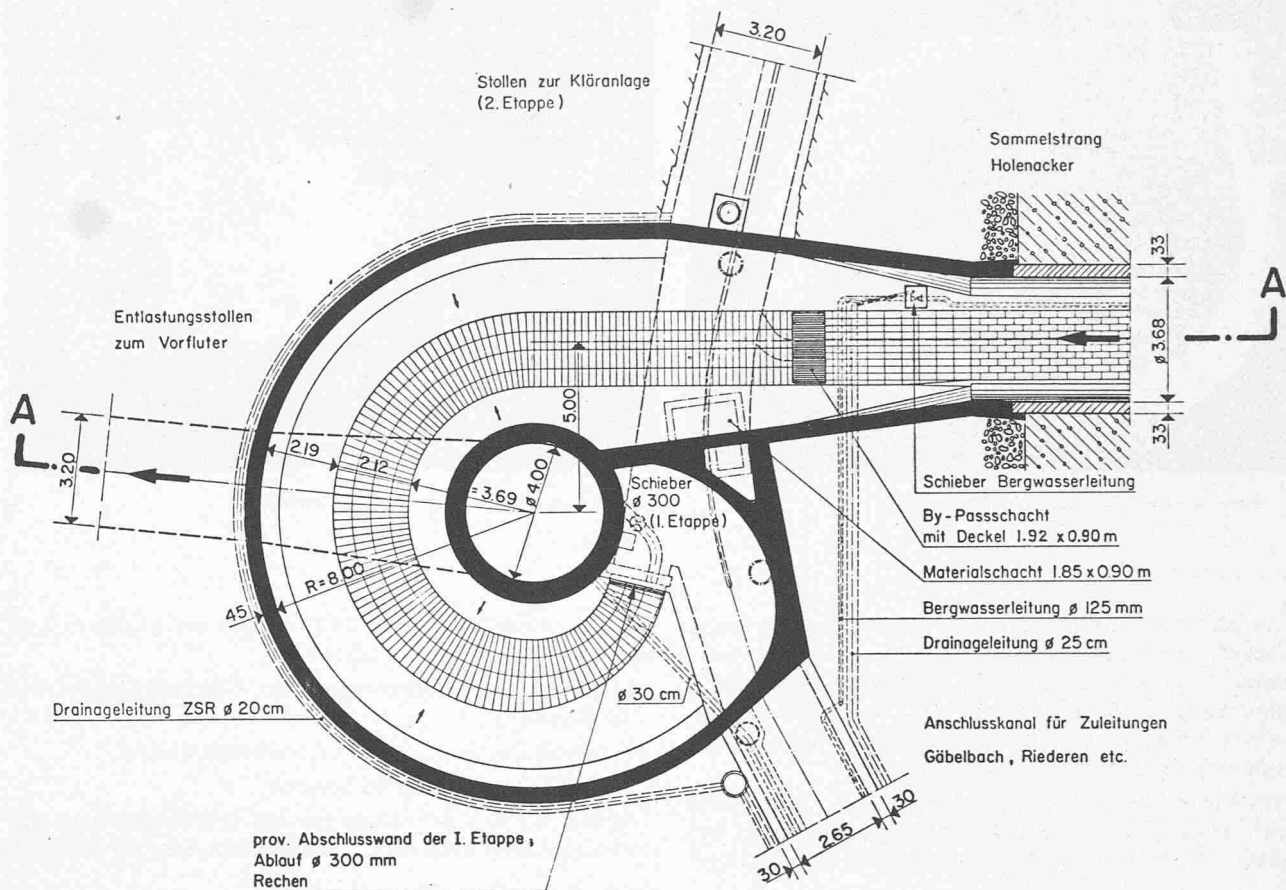 3.20
Stollen zur Kläranlage
(2.Etappe)
Sammelstrang
Holenacker
33
A
ø 3.68
33
Entlastungsstollen
zum Vorfluter
A
3.20
5.00
2.19
2.12
= 3.69
ø 4.00
Schieber
ø 300
(I. Etappe)
R=8.00
45
Schieber Bergwasserleitung
By-Passschacht
mit Deckel 1.92 x 0.90 m
Materialschacht 1.85 x 0.90 m
Bergwasserleitung ø 125 mm
Drainageleitung ø 25 cm
ø 30 cm
Drainageleitung ZSR ø 20 cm
Anschlusskanal für Zuleitungen
Gäbelbach, Riederen etc.
30
2.65
30
prov. Abschlusswand der I. Etappe;
Ablauf ø 300 mm
Rechen